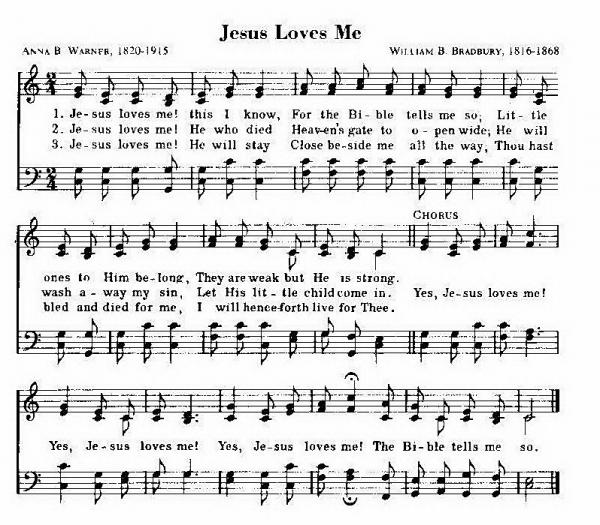 Jesus Loves Me
ANNA B. WARNER, 1820-1915 WILLIAM B. BRADBURY, 1816-1868
1. Je-sus loves me! this I know, For the Bi-ble tells me so; Lit-tle
2. Je-sus loves me! He who died Heaven's gate to o-pen wide; He will
3. Je-sus loves me! He will stay Close be-side me all the way, Thou hast
CHORUS
ones to Him be-long, They are weak but He is strong.
wash a-way my sin, Let His lit-tle child come in. Yes, Je-sus loves me!
bled and died for me, I will hence-forth live for Thee.
Yes, Je-sus loves me! Yes, Je-sus loves me! The Bi-ble tells me so.